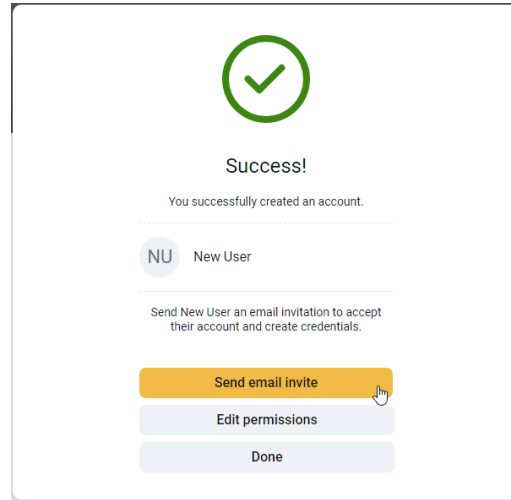 Success!
You successfully created an account.
NU New User
Send New User an email invitation to accept
their account and create credentials.
Send email invite
Edit permissions
Done